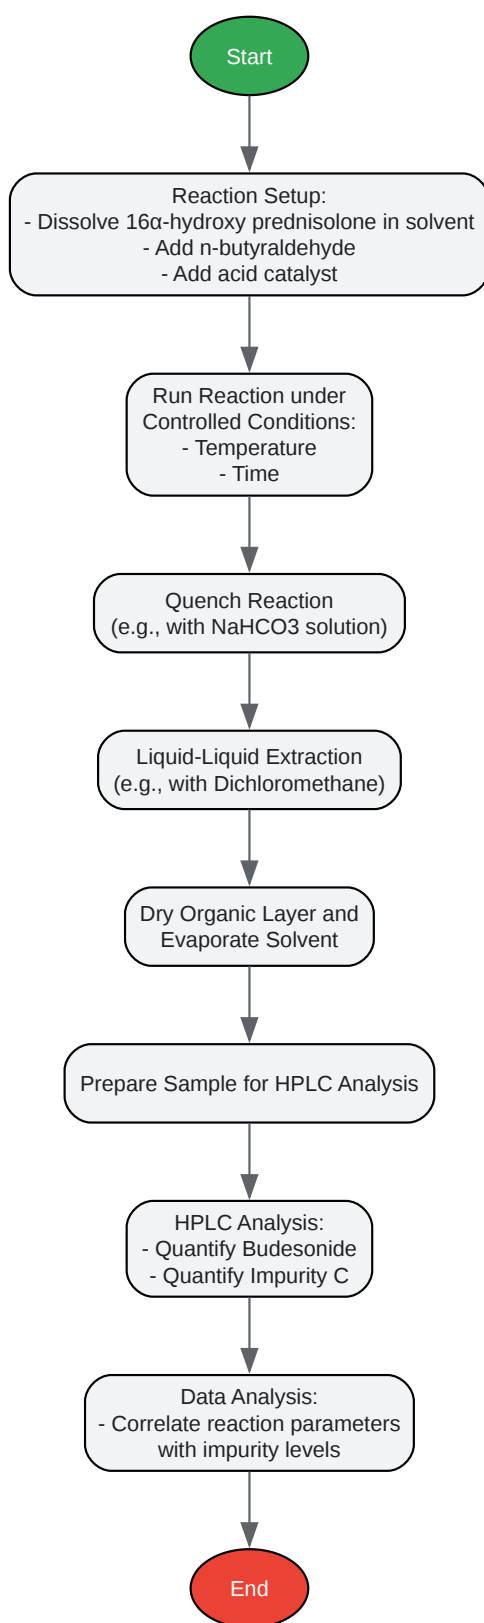 Start
Reaction Setup:
- Dissolve 16α-hydroxy prednisolone in solvent
- Add n-butyraldehyde
- Add acid catalyst
Run Reaction under
Controlled Conditions:
- Temperature
- Time
Quench Reaction
(e.g., with NaHCO3 solution)
Liquid-Liquid Extraction
(e.g., with Dichloromethane)
Dry Organic Layer and
Evaporate Solvent
Prepare Sample for HPLC Analysis
HPLC Analysis:
- Quantify Budesonide
- Quantify Impurity C
Data Analysis:
- Correlate reaction parameters
with impurity levels
End